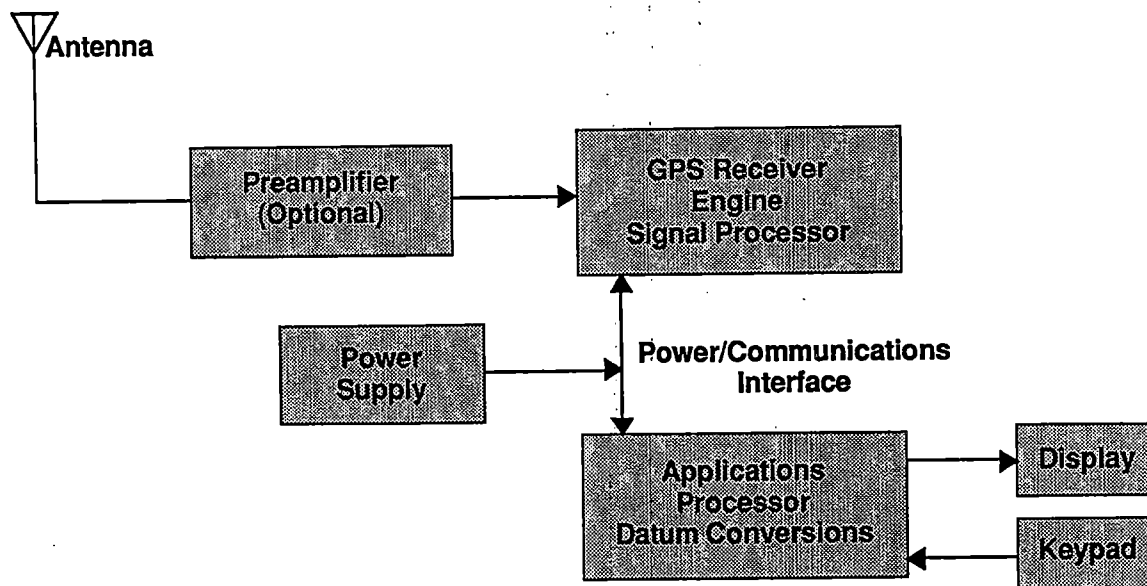 Antenna
Preamplifier
(Optional)
GPS Receiver
Engine
Signal Processor
Power
Supply
Power/Communications
Interface
Applications
Processor
Datum Conversions
Display
Keypad